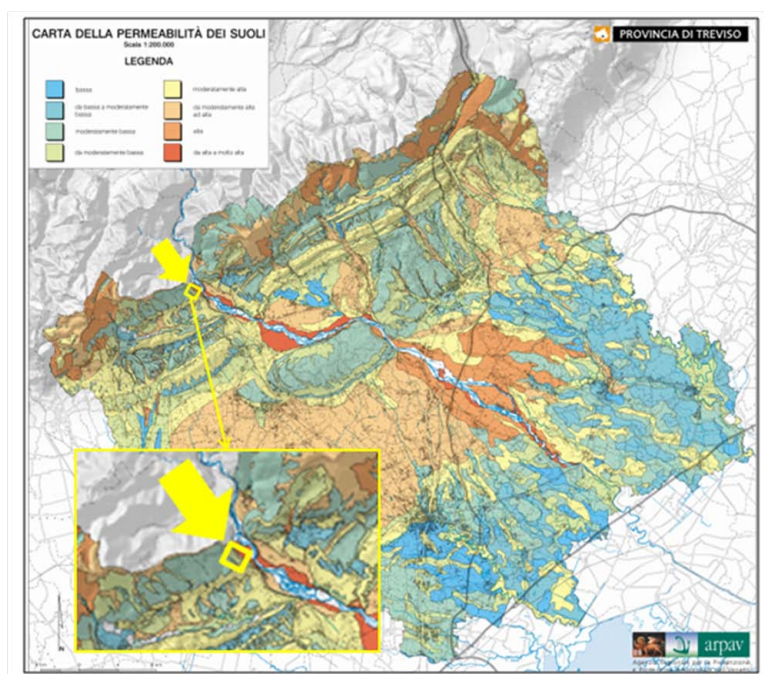 CARTA DELLA PERMEABILITÀ DEI SUOLI
Scala 1:200.000
LEGENDA
bassa
da bassa a moderatamente
bassa
moderatamente bassa
da moderatamente bassa
moderatamente alta
da moderatamente alta
ad alta
alta
da alta a molto alta
PROVINCIA DI TREVISO
N
arpav